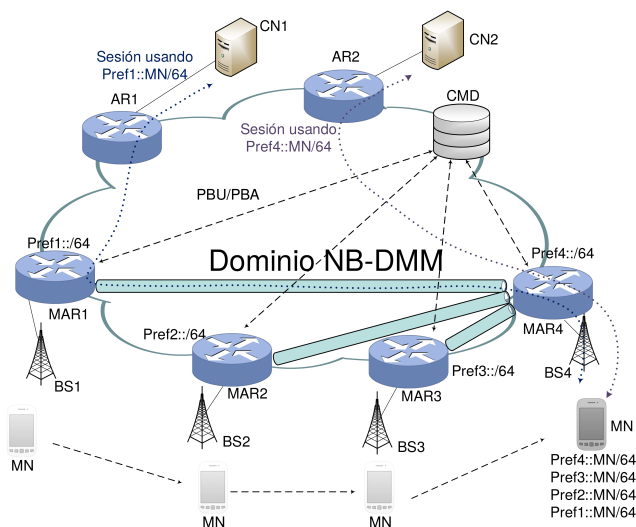 CN1
CN2
Sesión usando
Pref1::MN/64
AR1
AR2
CMD
Sesión usando
Pref4::MN/64
PBU/PBA
Pref1::/64
Dominio NB-DMM
Pref4::/64
MAR1
Pref2::/64
MAR4
Pref3::/64
BS1
MAR2
MAR3
BS4
BS2
BS3
MN
MN
MN
MN
Pref4::MN/64
Pref3::MN/64
Pref2::MN/64
Pref1::MN/64